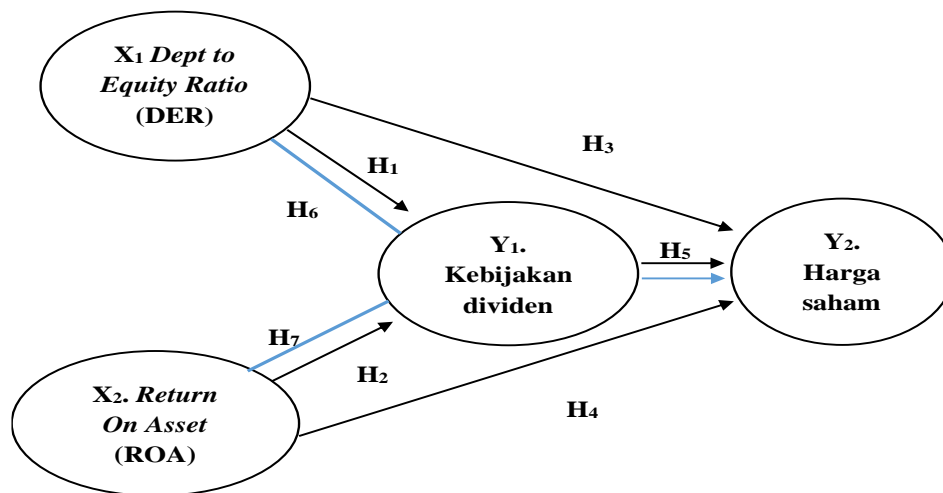 X₁ Dept to
Equity Ratio
(DER)
H₃
H₁
H₆
Y₁.
Kebijakan
dividen
H₅
Y₂.
Harga
saham
H₇
H₂
X₂. Return
On Asset
(ROA)
H₄